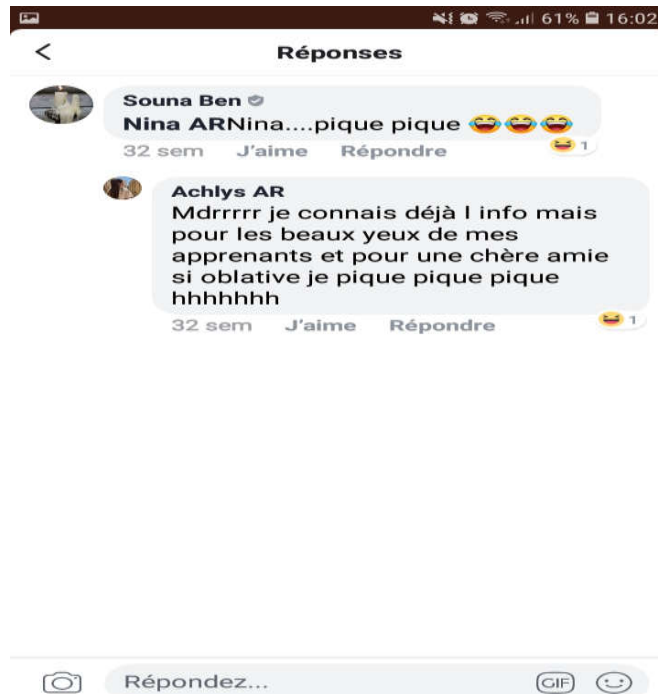 61% 16:02
Réponses
Souna Ben
Nina ARNina....pique pique 😂😂😂
32 sem J'aime Répondre 1
Achlys AR
Mdrrrrr je connais déjà l info mais
pour les beaux yeux de mes
apprenants et pour une chère amie
si oblative je pique pique pique
hhhhhhh
32 sem J'aime Répondre 1
Répondez... GIF